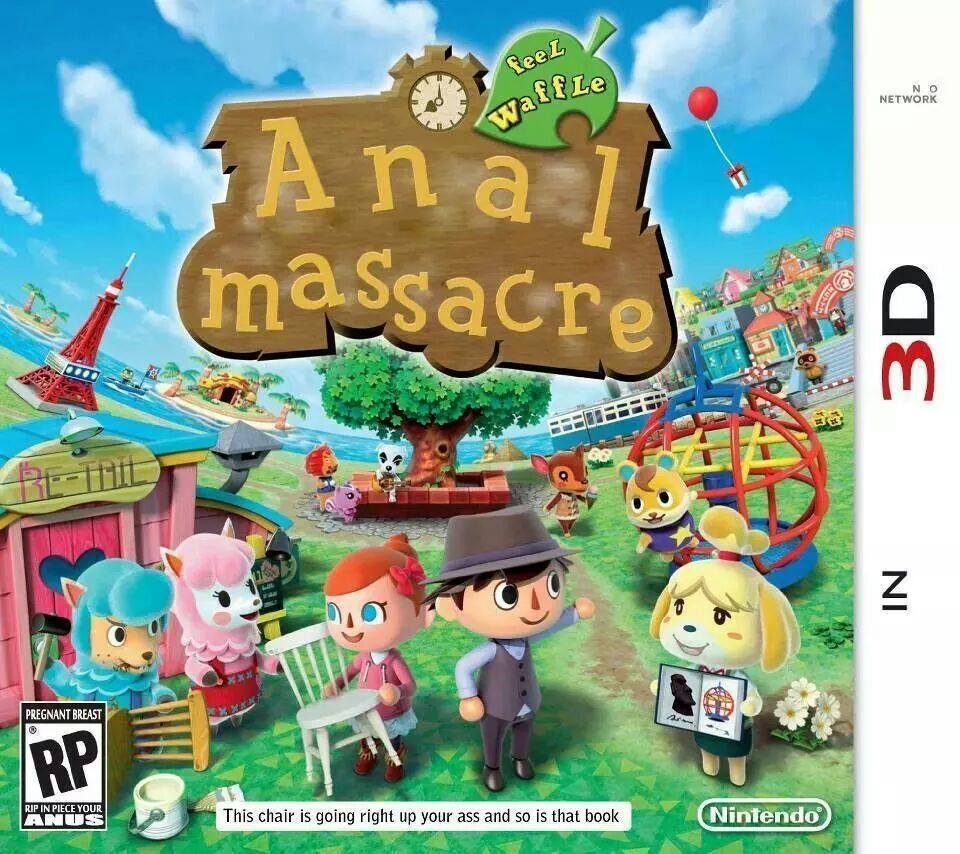 feel
Waffle
Anal
massacre
N O
NETWORK
3D
IN
RE-TAIL
PREGNANT BREAST
RP
®
RIP IN PIECE YOUR
ANUS
This chair is going right up your ass and so is that book
Nintendo®